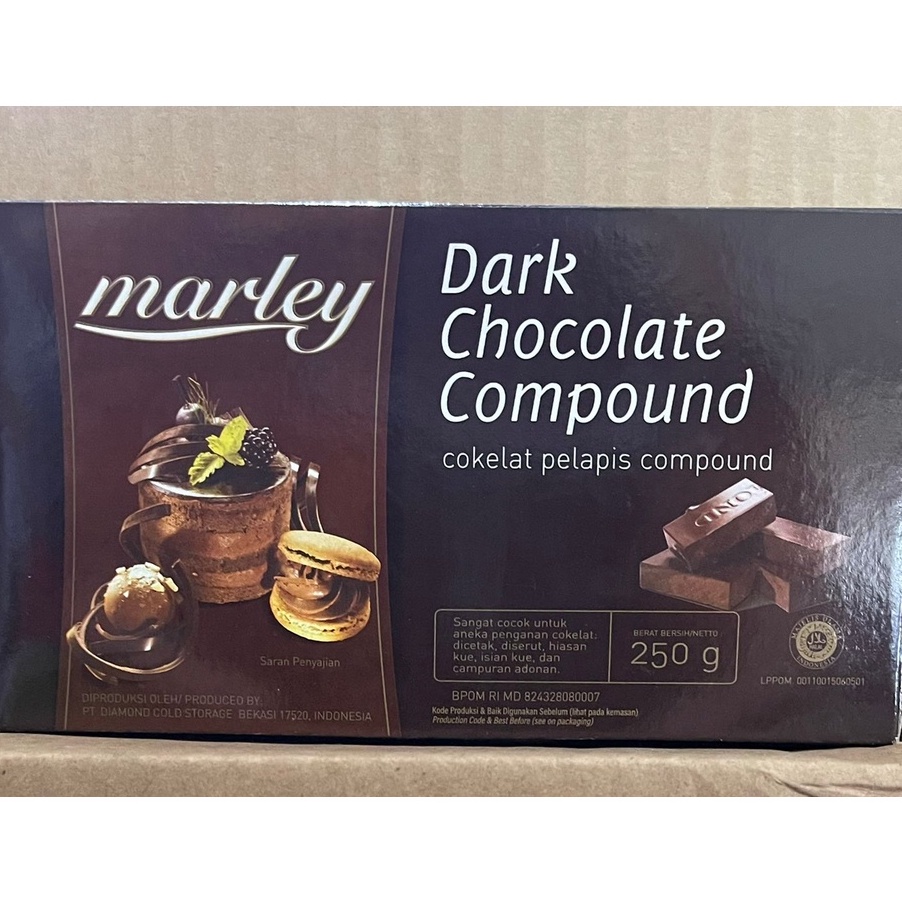 marley
Dark
Chocolate
Compound
cokelat pelapis compound
Saran Penyajian
DIPRODUKSI OLEH/ PRODUCED BY:
PT. DIAMOND COLD STORAGE BEKASI 17520, INDONESIA
Sangat cocok untuk
aneka penganan cokelat:
dicetak, diserut, hiasan
kue, isian kue, dan
campuran adonan.
BERAT BERSIH/NETTO
250 g
BPOM RI MD 824328080007
Kode Produksi & Baik Digunakan Sebelum (lihat pada kemasan)
Production Code & Best Before (see on packaging)
HALAL
INDONESIA
LPPOM 00110015060501